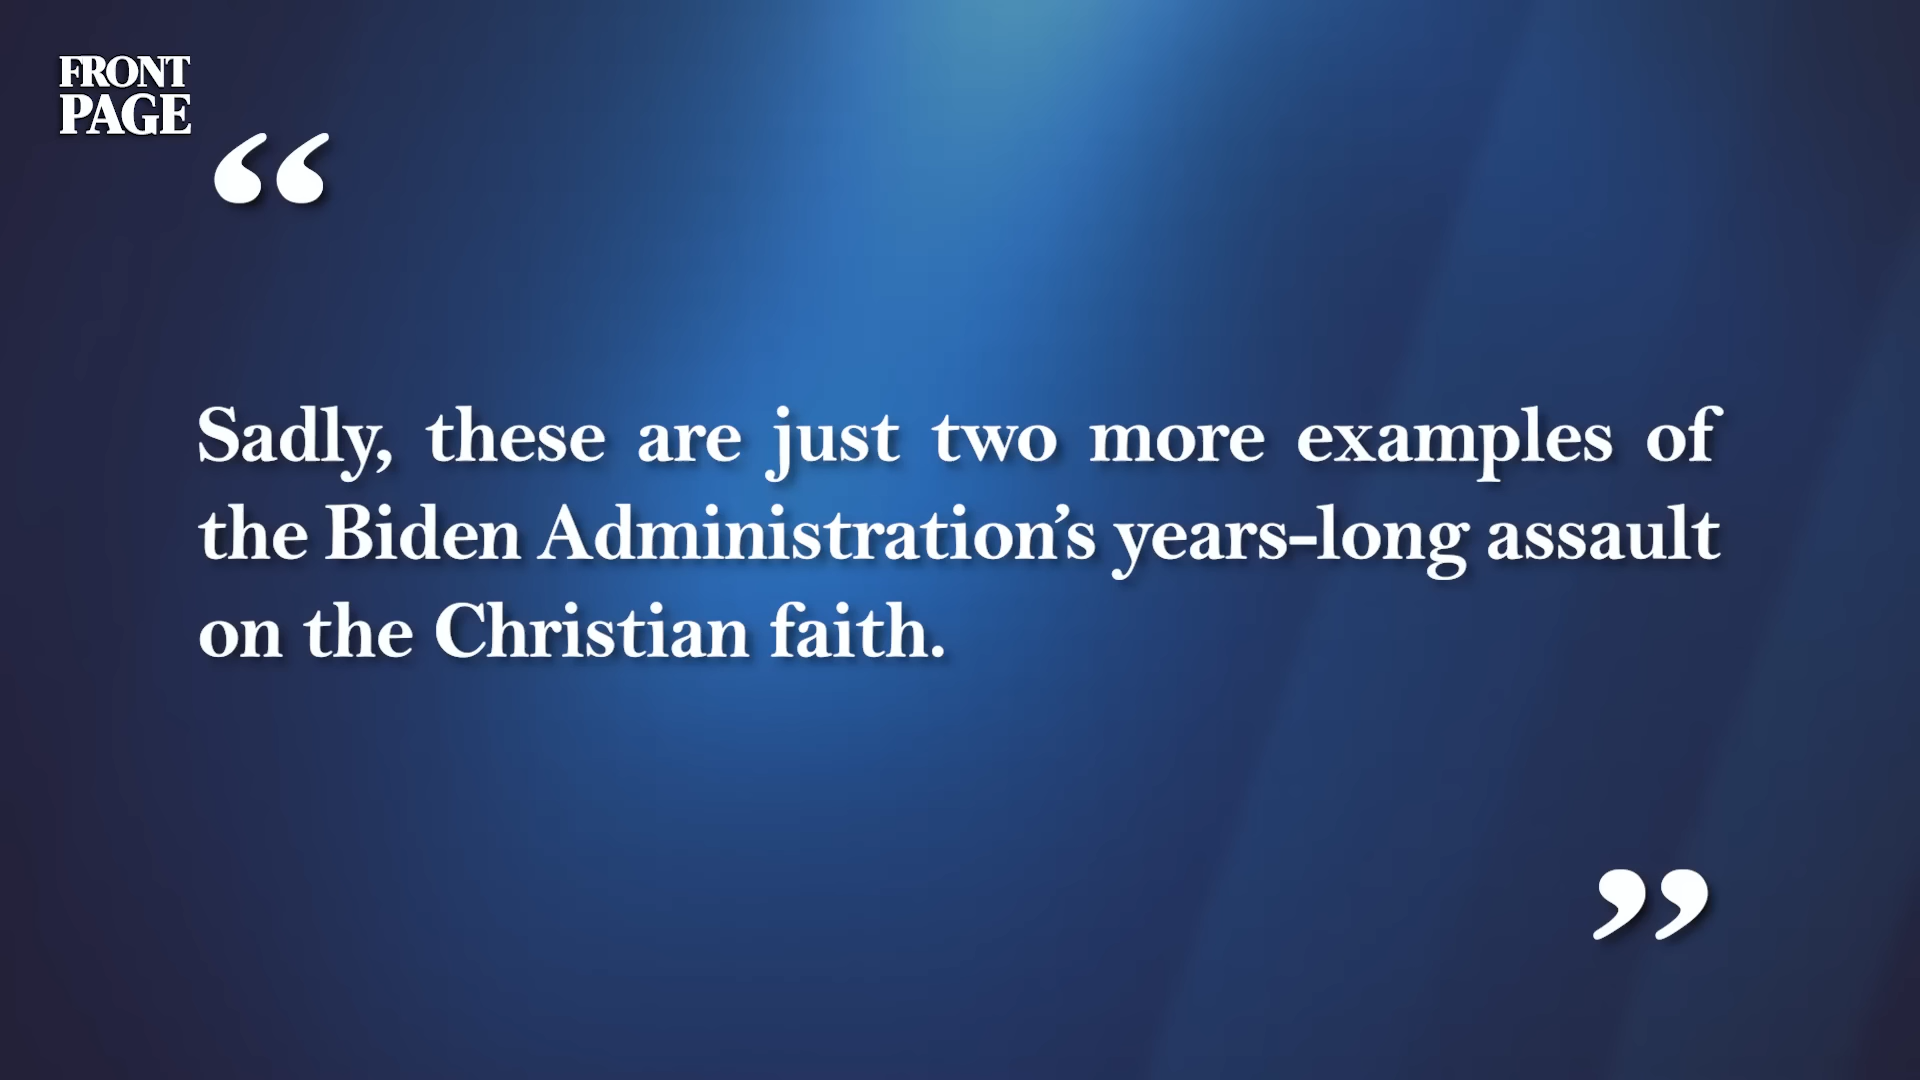 FRONT
PAGE
“
Sadly, these are just two more examples of
the Biden Administration’s years-long assault
on the Christian faith.
”